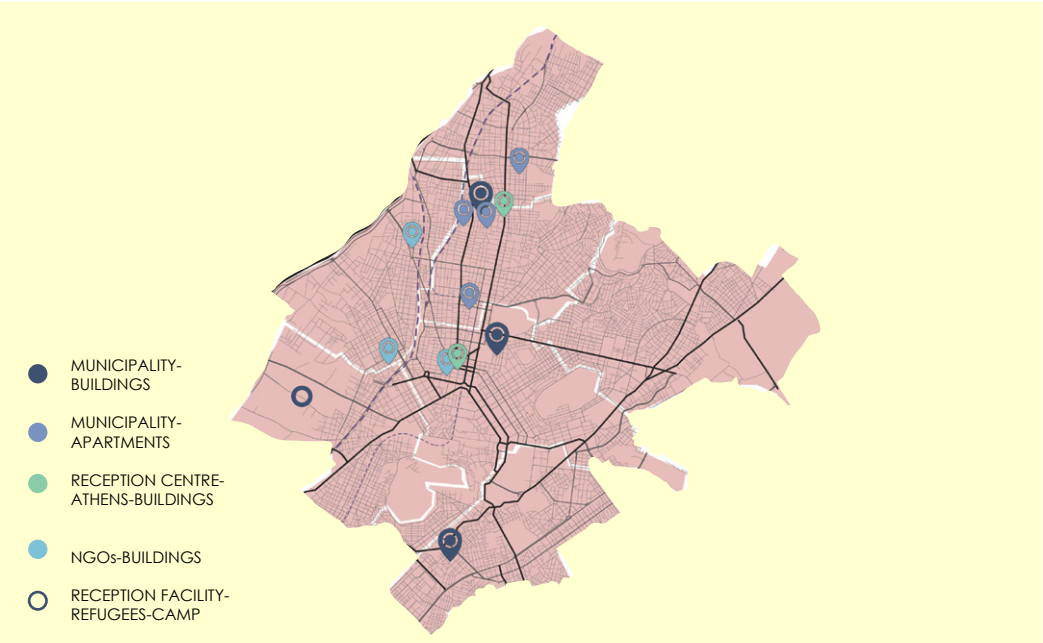 MUNICIPALITY-
BUILDINGS
MUNICIPALITY-
APARTMENTS
RECEPTION CENTRE-
ATHENS-BUILDINGS
NGOs-BUILDINGS
RECEPTION FACILITY-
REFUGEES-CAMP